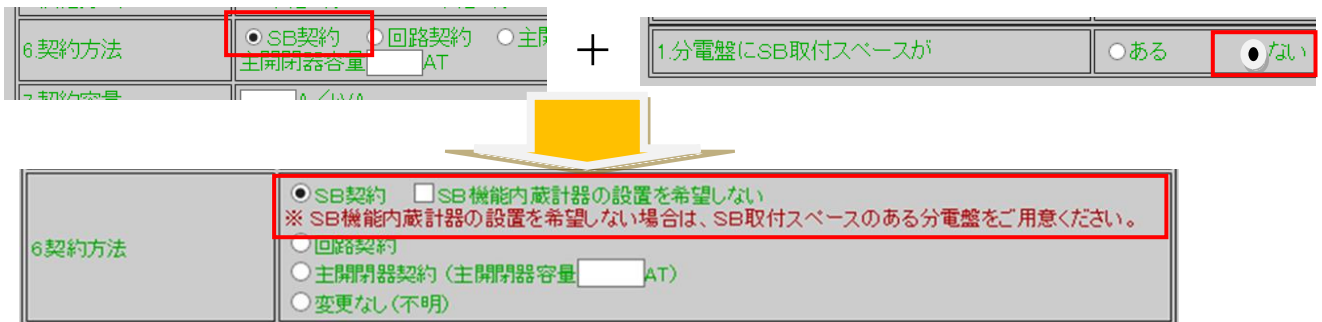 6.契約方法
SB契約 回路契約 主開
主開閉器容量 AT
7.契約容量 A/kVA
+
1.分電盤にSB取付スペースが ある ない
6契約方法
SB契約 SB機能内蔵計器の設置を希望しない
※ SB機能内蔵計器の設置を希望しない場合は、SB取付スペースのある分電盤をご用意ください。
回路契約
主開閉器契約(主開閉器容量 AT)
変更なし(不明)